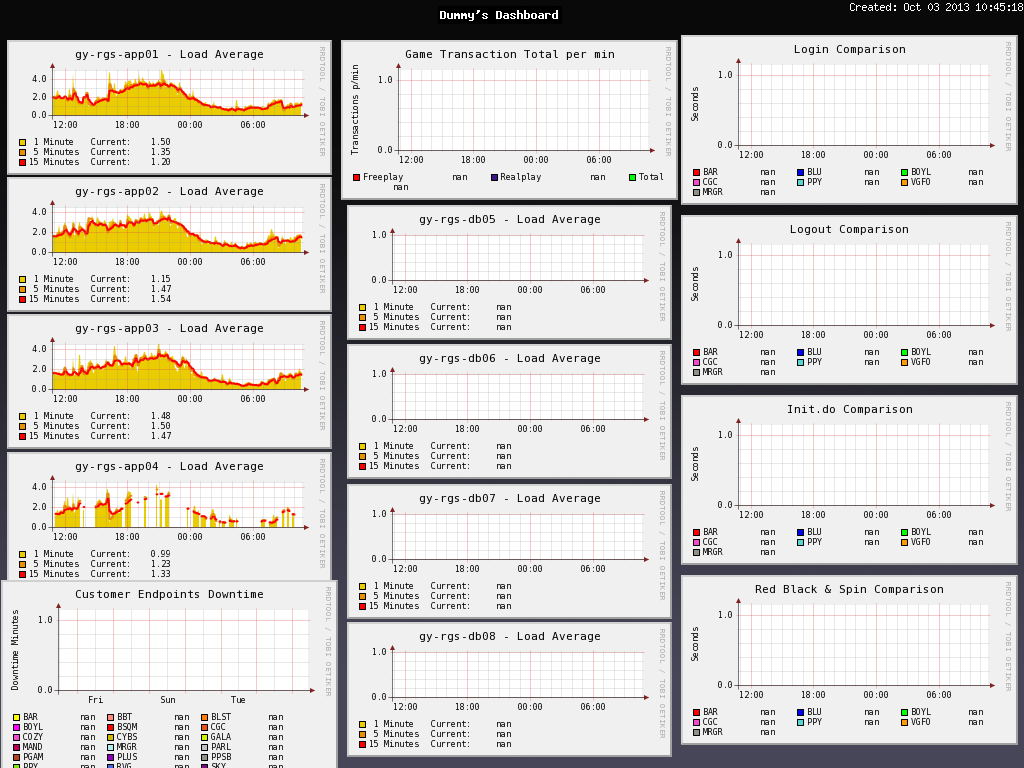 Dummy's Dashboard
Created: Oct 03 2013 10:45:18
gy-rgs-app01 - Load Average
RRDTOOL / TOBI OETIKER
4.0
2.0
0.0
12:00 18:00 00:00 06:00
1 Minute Current: 1.50
5 Minutes Current: 1.35
15 Minutes Current: 1.20
gy-rgs-app02 - Load Average
RRDTOOL / TOBI OETIKER
4.0
2.0
0.0
12:00 18:00 00:00 06:00
1 Minute Current: 1.15
5 Minutes Current: 1.47
15 Minutes Current: 1.54
gy-rgs-app03 - Load Average
RRDTOOL / TOBI OETIKER
4.0
2.0
0.0
12:00 18:00 00:00 06:00
1 Minute Current: 1.48
5 Minutes Current: 1.50
15 Minutes Current: 1.47
gy-rgs-app04 - Load Average
RRDTOOL / TOBI OETIKER
4.0
2.0
0.0
12:00 18:00 00:00 06:00
1 Minute Current: 0.99
5 Minutes Current: 1.23
15 Minutes Current: 1.33
Customer Endpoints Downtime
RRDTOOL / TOBI OETIKER
Downtime Minutes
1.0
0.0
Fri Sun Tue
BAR nan BBT nan BLST nan
BOYL nan BSQM nan CGC nan
COZY nan CYBS nan GALA nan
MAND nan MRGR nan PARL nan
PGAM nan PLUS nan PPSB nan
PPY nan RVG nan SKY nan
Game Transaction Total per min
RRDTOOL / TOBI OETIKER
Transactions p/min
1.0
0.0
12:00 18:00 00:00 06:00
Freeplay nan Realplay nan Total
nan
gy-rgs-db05 - Load Average
RRDTOOL / TOBI OETIKER
1.0
0.0
12:00 18:00 00:00 06:00
1 Minute Current: nan
5 Minutes Current: nan
15 Minutes Current: nan
gy-rgs-db06 - Load Average
RRDTOOL / TOBI OETIKER
1.0
0.0
12:00 18:00 00:00 06:00
1 Minute Current: nan
5 Minutes Current: nan
15 Minutes Current: nan
gy-rgs-db07 - Load Average
RRDTOOL / TOBI OETIKER
1.0
0.0
12:00 18:00 00:00 06:00
1 Minute Current: nan
5 Minutes Current: nan
15 Minutes Current: nan
gy-rgs-db08 - Load Average
RRDTOOL / TOBI OETIKER
1.0
0.0
12:00 18:00 00:00 06:00
1 Minute Current: nan
5 Minutes Current: nan
15 Minutes Current: nan
Login Comparison
RRDTOOL / TOBI OETIKER
Seconds
1.0
0.0
12:00 18:00 00:00 06:00
BAR nan BLU nan BOYL nan
CGC nan PPY nan VGFO nan
MRGR nan
Logout Comparison
RRDTOOL / TOBI OETIKER
Seconds
1.0
0.0
12:00 18:00 00:00 06:00
BAR nan BLU nan BOYL nan
CGC nan PPY nan VGFO nan
MRGR nan
Init.do Comparison
RRDTOOL / TOBI OETIKER
Seconds
1.0
0.0
12:00 18:00 00:00 06:00
BAR nan BLU nan BOYL nan
CGC nan PPY nan VGFO nan
MRGR nan
Red Black & Spin Comparison
RRDTOOL / TOBI OETIKER
Seconds
1.0
0.0
12:00 18:00 00:00 06:00
BAR nan BLU nan BOYL nan
CGC nan PPY nan VGFO nan
MRGR nan